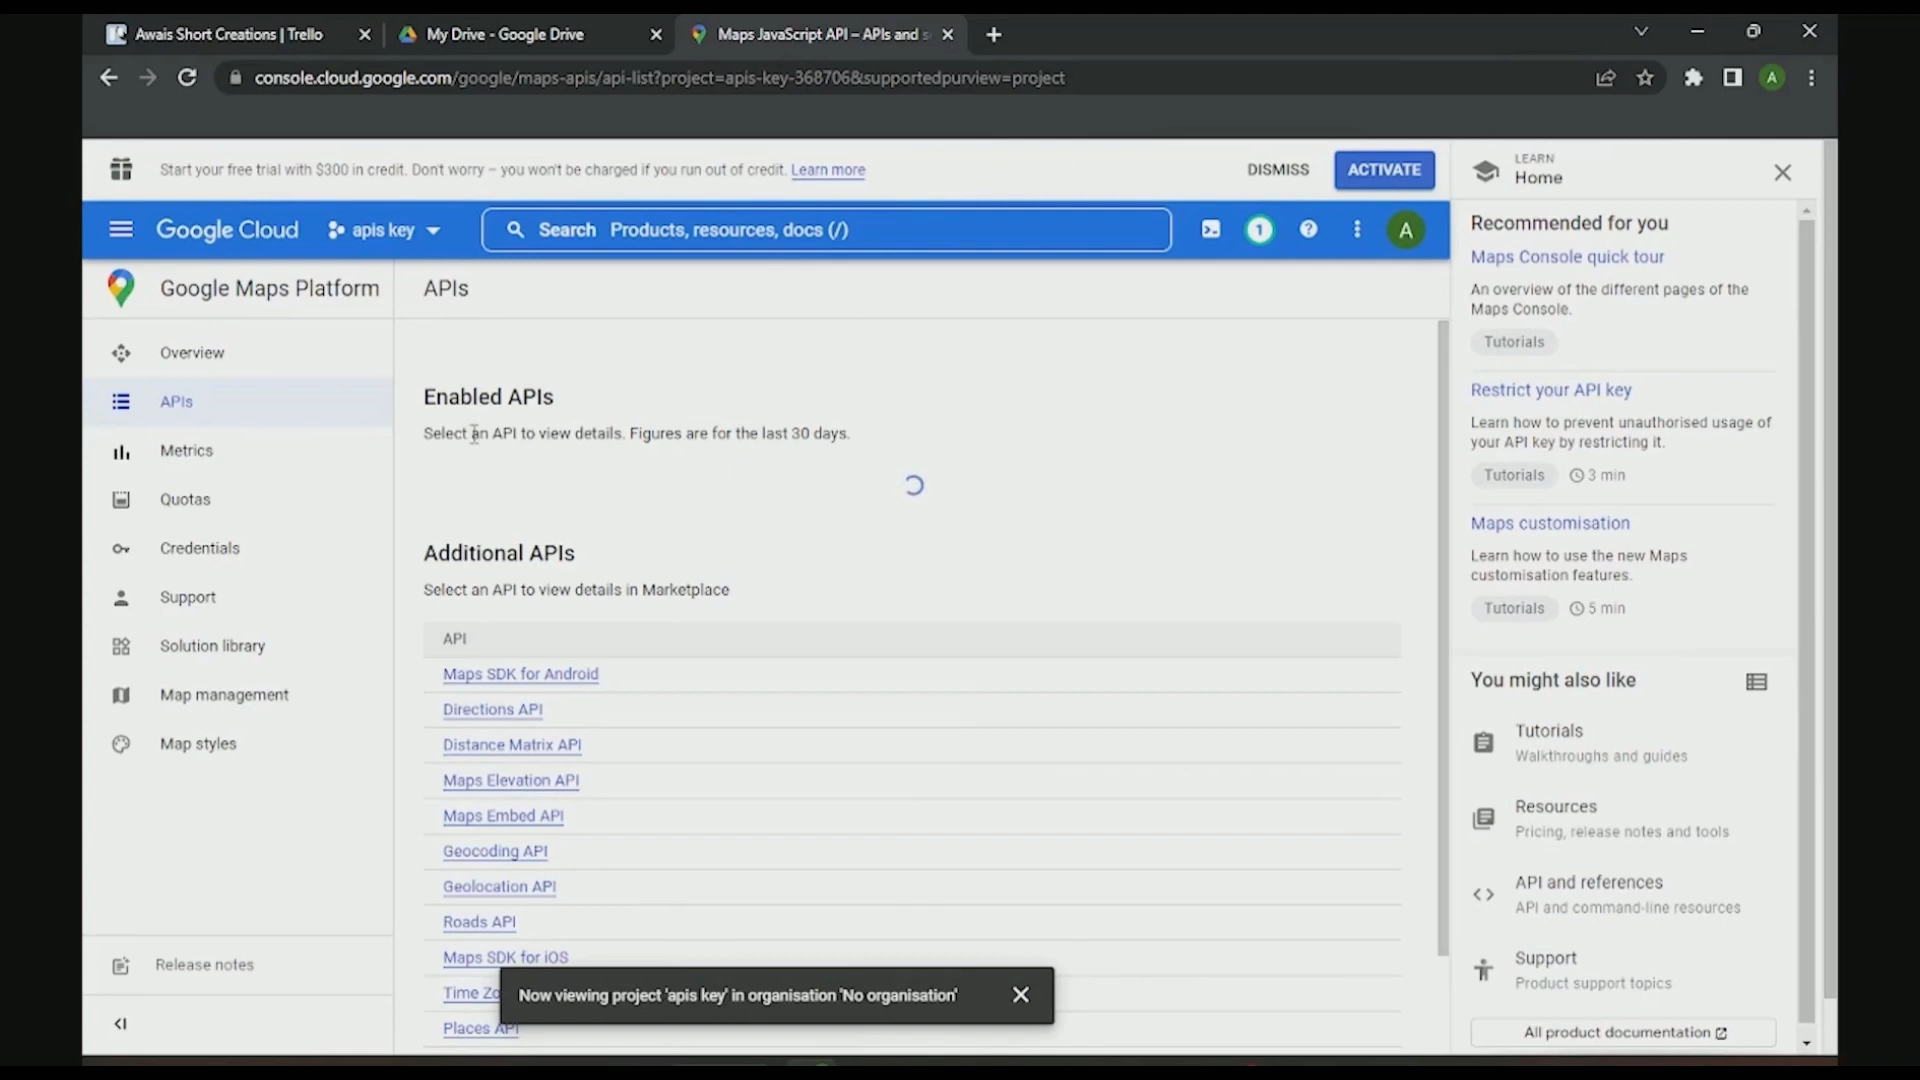 Awais Short Creations | Trello
My Drive - Google Drive
Maps JavaScript API – APIs and s
console.cloud.google.com/google/maps-apis/api-list?project=apis-key-368706&supportedpurview=project
A
Start your free trial with $300 in credit. Don't worry – you won't be charged if you run out of credit. Learn more
DISMISS
ACTIVATE
Google Cloud
apis key
Search Products, resources, docs (/)
1
A
Google Maps Platform
Overview
APIs
Metrics
Quotas
Credentials
Support
Solution library
Map management
Map styles
Release notes
APIs
Enabled APIs
Select an API to view details. Figures are for the last 30 days.
Additional APIs
Select an API to view details in Marketplace
API
Maps SDK for Android
Directions API
Distance Matrix API
Maps Elevation API
Maps Embed API
Geocoding API
Geolocation API
Roads API
Maps SDK for iOS
Time Zo
Places API
Now viewing project 'apis key' in organisation 'No organisation'
LEARN
Home
Recommended for you
Maps Console quick tour
An overview of the different pages of the
Maps Console.
Tutorials
Restrict your API key
Learn how to prevent unauthorised usage of
your API key by restricting it.
Tutorials 3 min
Maps customisation
Learn how to use the new Maps
customisation features.
Tutorials 5 min
You might also like
Tutorials
Walkthroughs and guides
Resources
Pricing, release notes and tools
API and references
API and command-line resources
Support
Product support topics
All product documentation